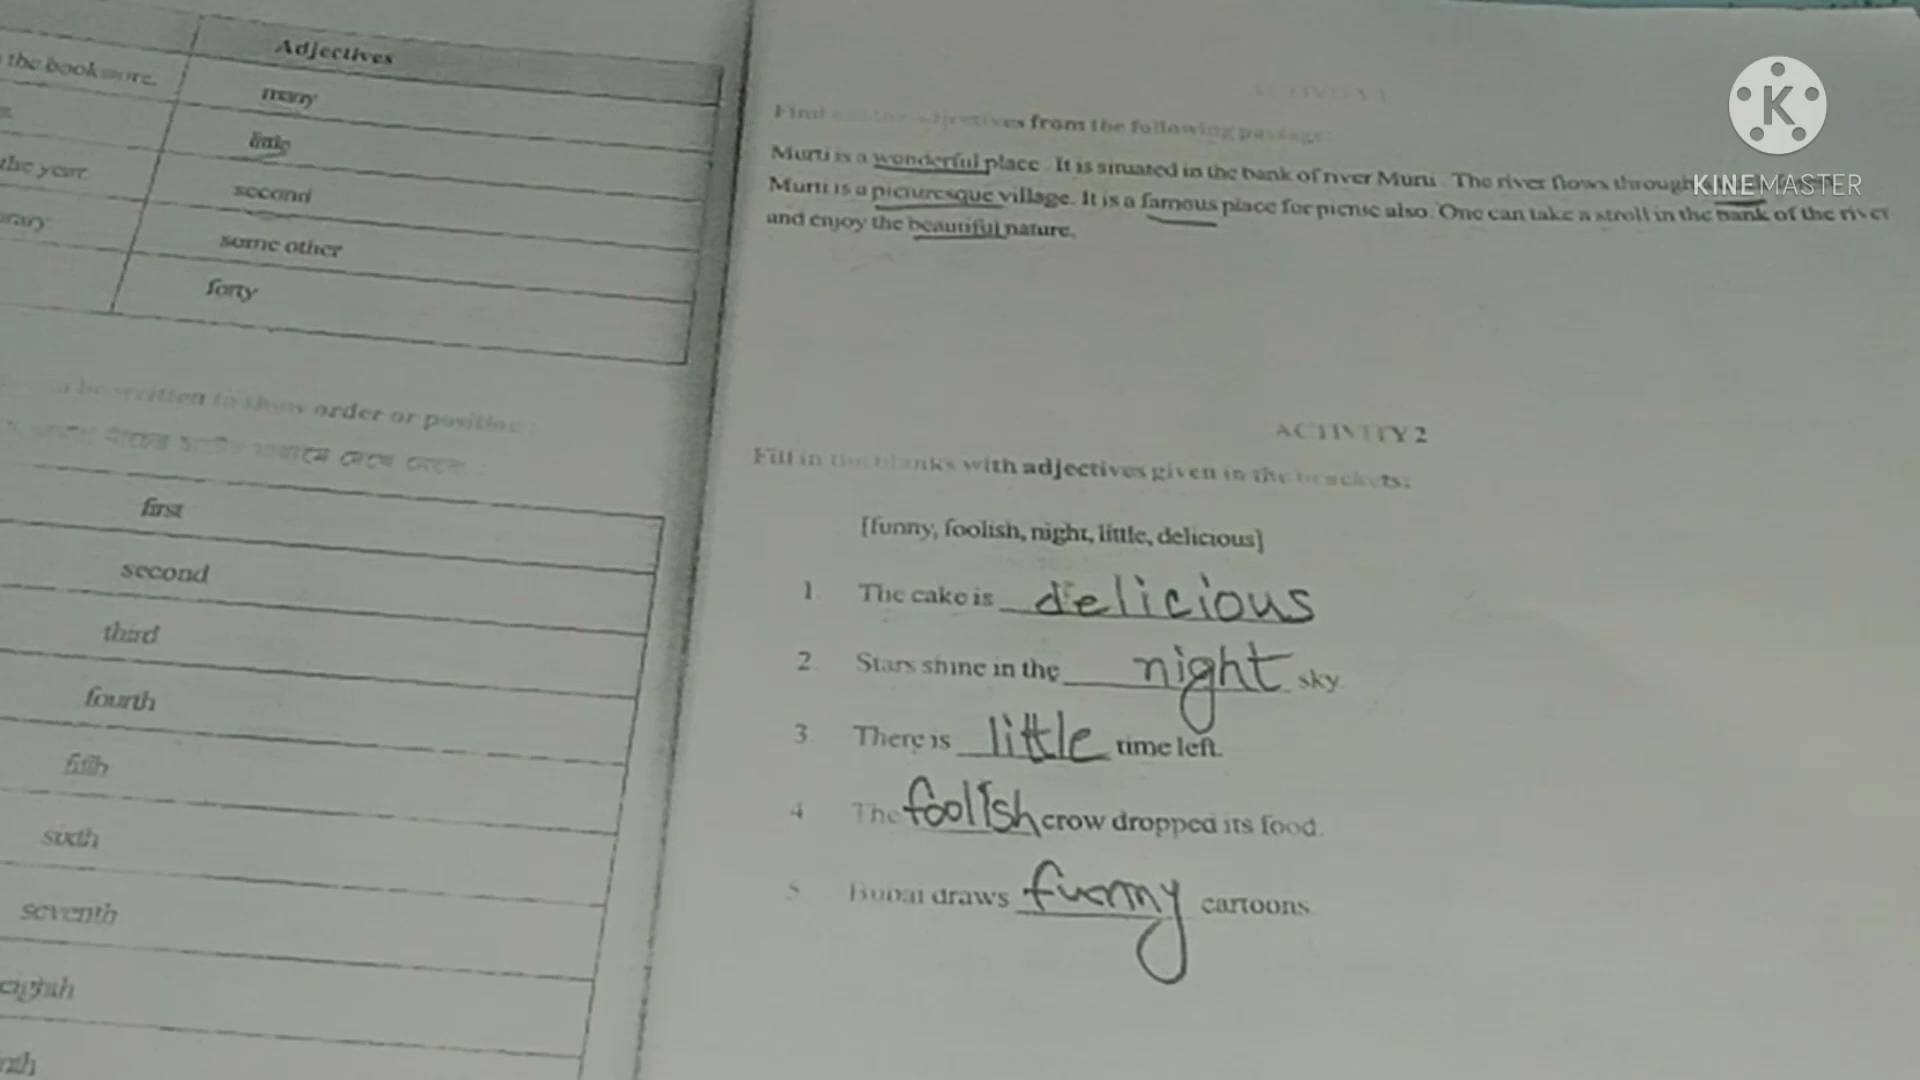 Adjectives
the bookstore. many
little
the year. second
rary some other
forty
be written to show order or position :
first
second
third
fourth
fifth
sixth
seventh
eighth
nth
ACTIVITY 1
Find out the adjectives from the following passage:
Murti is a wonderful place. It is situated in the bank of river Murti. The river flows through
Murti is a picturesque village. It is a famous place for picnic also. One can take a stroll in the bank of the river
and enjoy the beautiful nature.
K
KINEMASTER
ACTIVITY 2
Fill in the blanks with adjectives given in the brackets:
[funny, foolish, night, little, delicious]
1. The cake is delicious
2. Stars shine in the night sky.
3. There is little time left.
4. The foolish crow dropped its food.
5. Bubai draws funny cartoons.